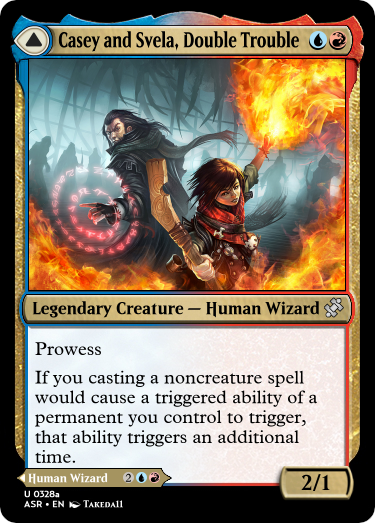 Casey and Svela, Double Trouble
Legendary Creature — Human Wizard
Prowess
If you casting a noncreature spell
would cause a triggered ability of a
permanent you control to trigger,
that ability triggers an additional
time.
Human Wizard 2
2/1
U 0328a
ASR • EN Takeda11